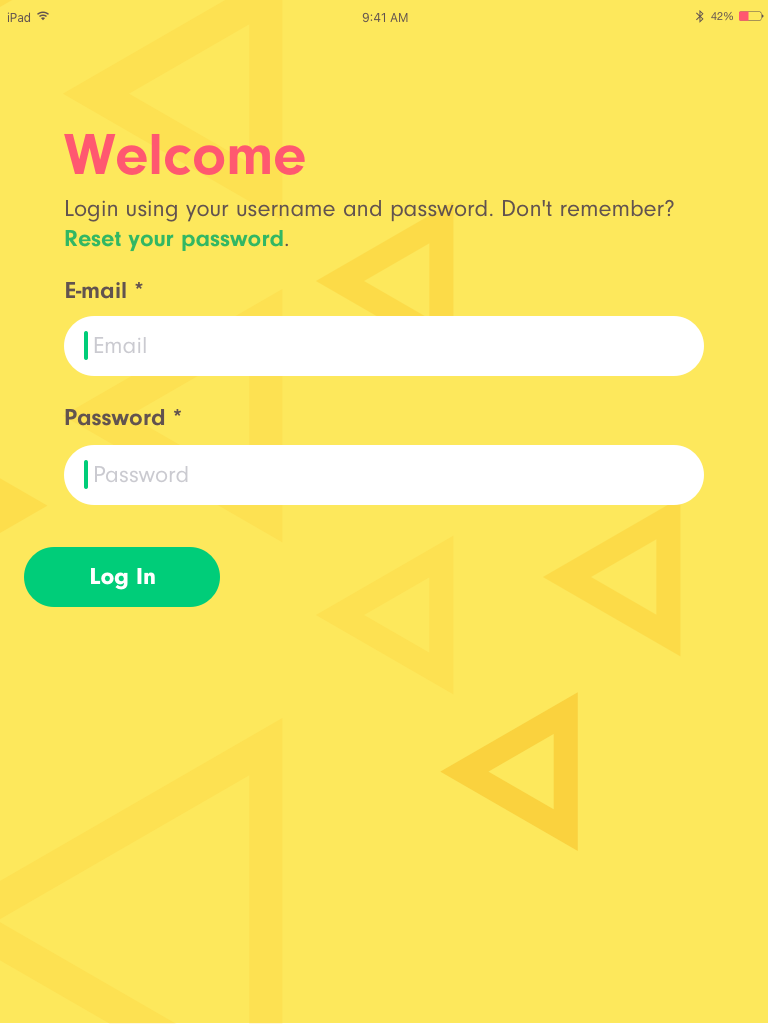 iPad 9:41 AM 42%
Welcome
Login using your username and password. Don't remember?
Reset your password.
E-mail *
Email
Password *
Password
Log In